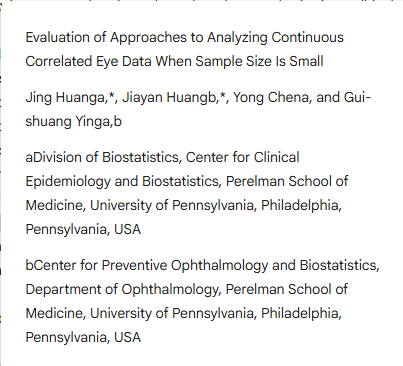 Evaluation of Approaches to Analyzing Continuous
Correlated Eye Data When Sample Size Is Small
Jing Huanga,*, Jiayan Huangb,*, Yong Chena, and Gui-
shuang Yinga,b
aDivision of Biostatistics, Center for Clinical
Epidemiology and Biostatistics, Perelman School of
Medicine, University of Pennsylvania, Philadelphia,
Pennsylvania, USA
bCenter for Preventive Ophthalmology and Biostatistics,
Department of Ophthalmology, Perelman School of
Medicine, University of Pennsylvania, Philadelphia,
Pennsylvania, USA